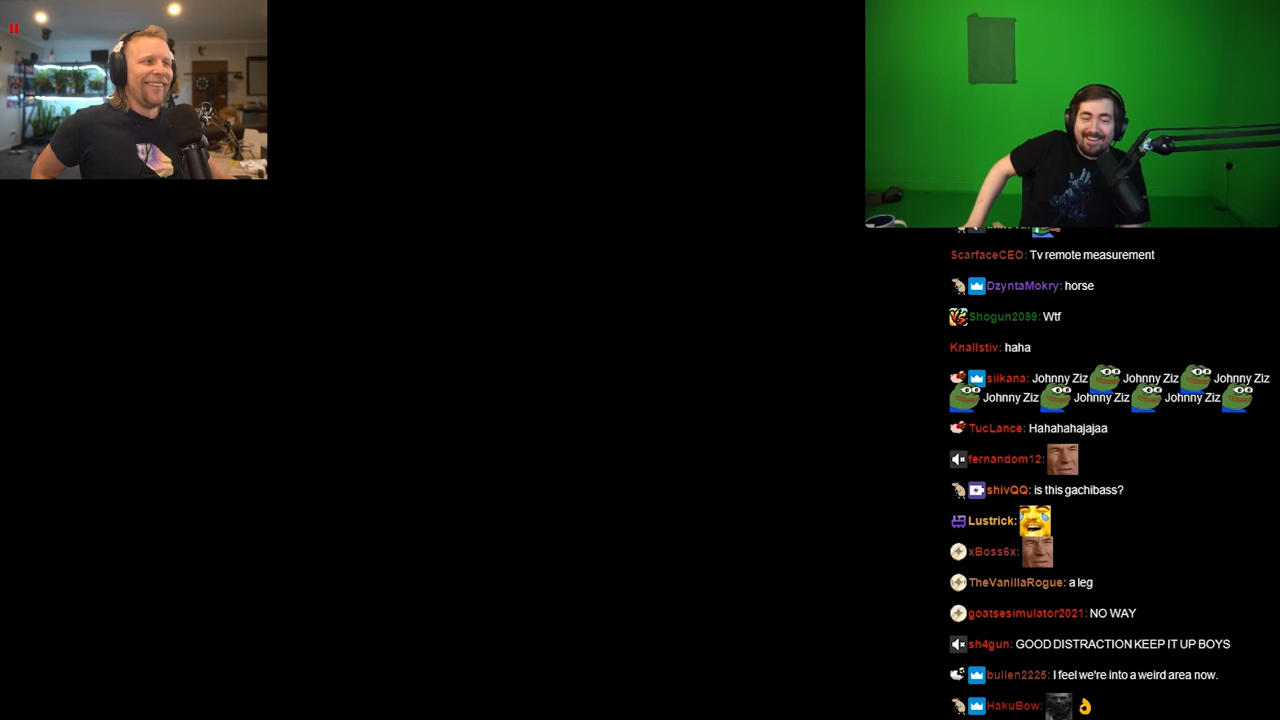 ScarfaceCEO: Tv remote measurement
DzyntaMokry: horse
Shogun2099: Wtf
Knallstiv: haha
siikana: Johnny Ziz Johnny Ziz Johnny Ziz
Johnny Ziz Johnny Ziz Johnny Ziz
TucLance: Hahahahajajaa
fernandom12:
shivQQ: is this gachibass?
Lustrick:
xBoss6x:
TheVanillaRogue: a leg
goatsesimulator2021: NO WAY
sh4gun: GOOD DISTRACTION KEEP IT UP BOYS
bullen2225: I feel we're into a weird area now.
HakuBow: